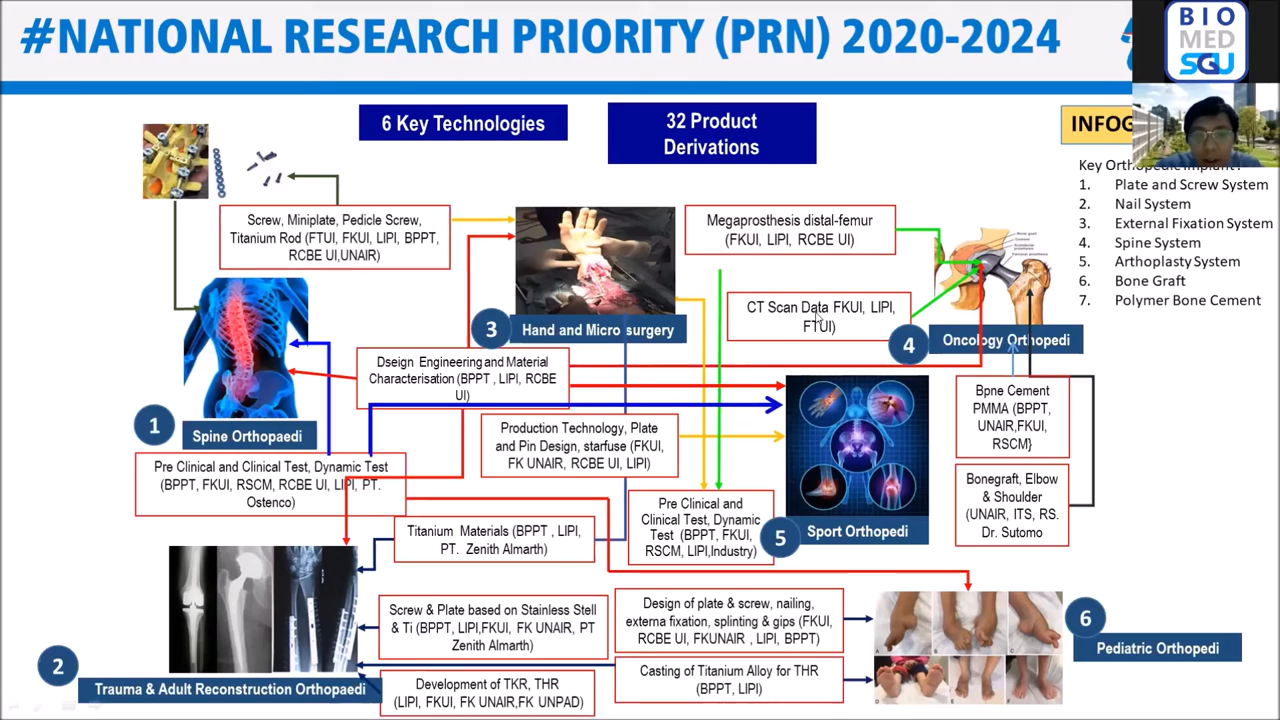 #NATIONAL RESEARCH PRIORITY (PRN) 2020-2024
BIO
MED
SGU
6 Key Technologies
32 Product
Derivations
INFOG
Key Orthopedic Implant :
1. Plate and Screw System
2. Nail System
3. External Fixation System
4 Spine System
5. Arthoplasty System
6. Bone Graft
7. Polymer Bone Cement
Screw, Miniplate, Pedicle Screw,
Titanium Rod (FTUI, FKUI, LIPI, BPPT,
RCBE UI,UNAIR)
Megaprosthesis distal-femur
(FKUI, LIPI, RCBE UI)
CT Scan Data FKUI, LIPI,
FTUI)
3
Hand and Micro surgery
4
Oncology Orthopedi
Dseign Engineering and Material
Characterisation (BPPT , LIPI, RCBE
UI)
Bpne Cement
PMMA (BPPT,
UNAIR,FKUI,
RSCM}
1
Spine Orthopaedi
Production Technology, Plate
and Pin Design, starfuse (FKUI,
FK UNAIR, RCBE UI, LIPI)
Pre Clinical and Clinical Test, Dynamic Test
(BPPT, FKUI, RSCM, RCBE UI, LIPI, PT.
Ostenco)
Bonegraft, Elbow
& Shoulder
(UNAIR, ITS, RS.
Dr. Sutomo
Pre Clinical and
Clinical Test, Dynamic
Test (BPPT, FKUI,
RSCM, LIPI,Industry)
5
Sport Orthopedi
Titanium Materials (BPPT , LIPI,
PT. Zenith Almarth)
Screw & Plate based on Stainless Stell
& Ti (BPPT, LIPI,FKUI, FK UNAIR, PT
Zenith Almarth)
Design of plate & screw, nailing,
externa fixation, splinting & gips (FKUI,
RCBE UI, FKUNAIR , LIPI, BPPT)
A
B
C
D
E
F
6
Pediatric Orthopedi
2
Trauma & Adult Reconstruction Orthopaedi
Development of TKR, THR
(LIPI, FKUI, FK UNAIR,FK UNPAD)
Casting of Titanium Alloy for THR
(BPPT, LIPI)